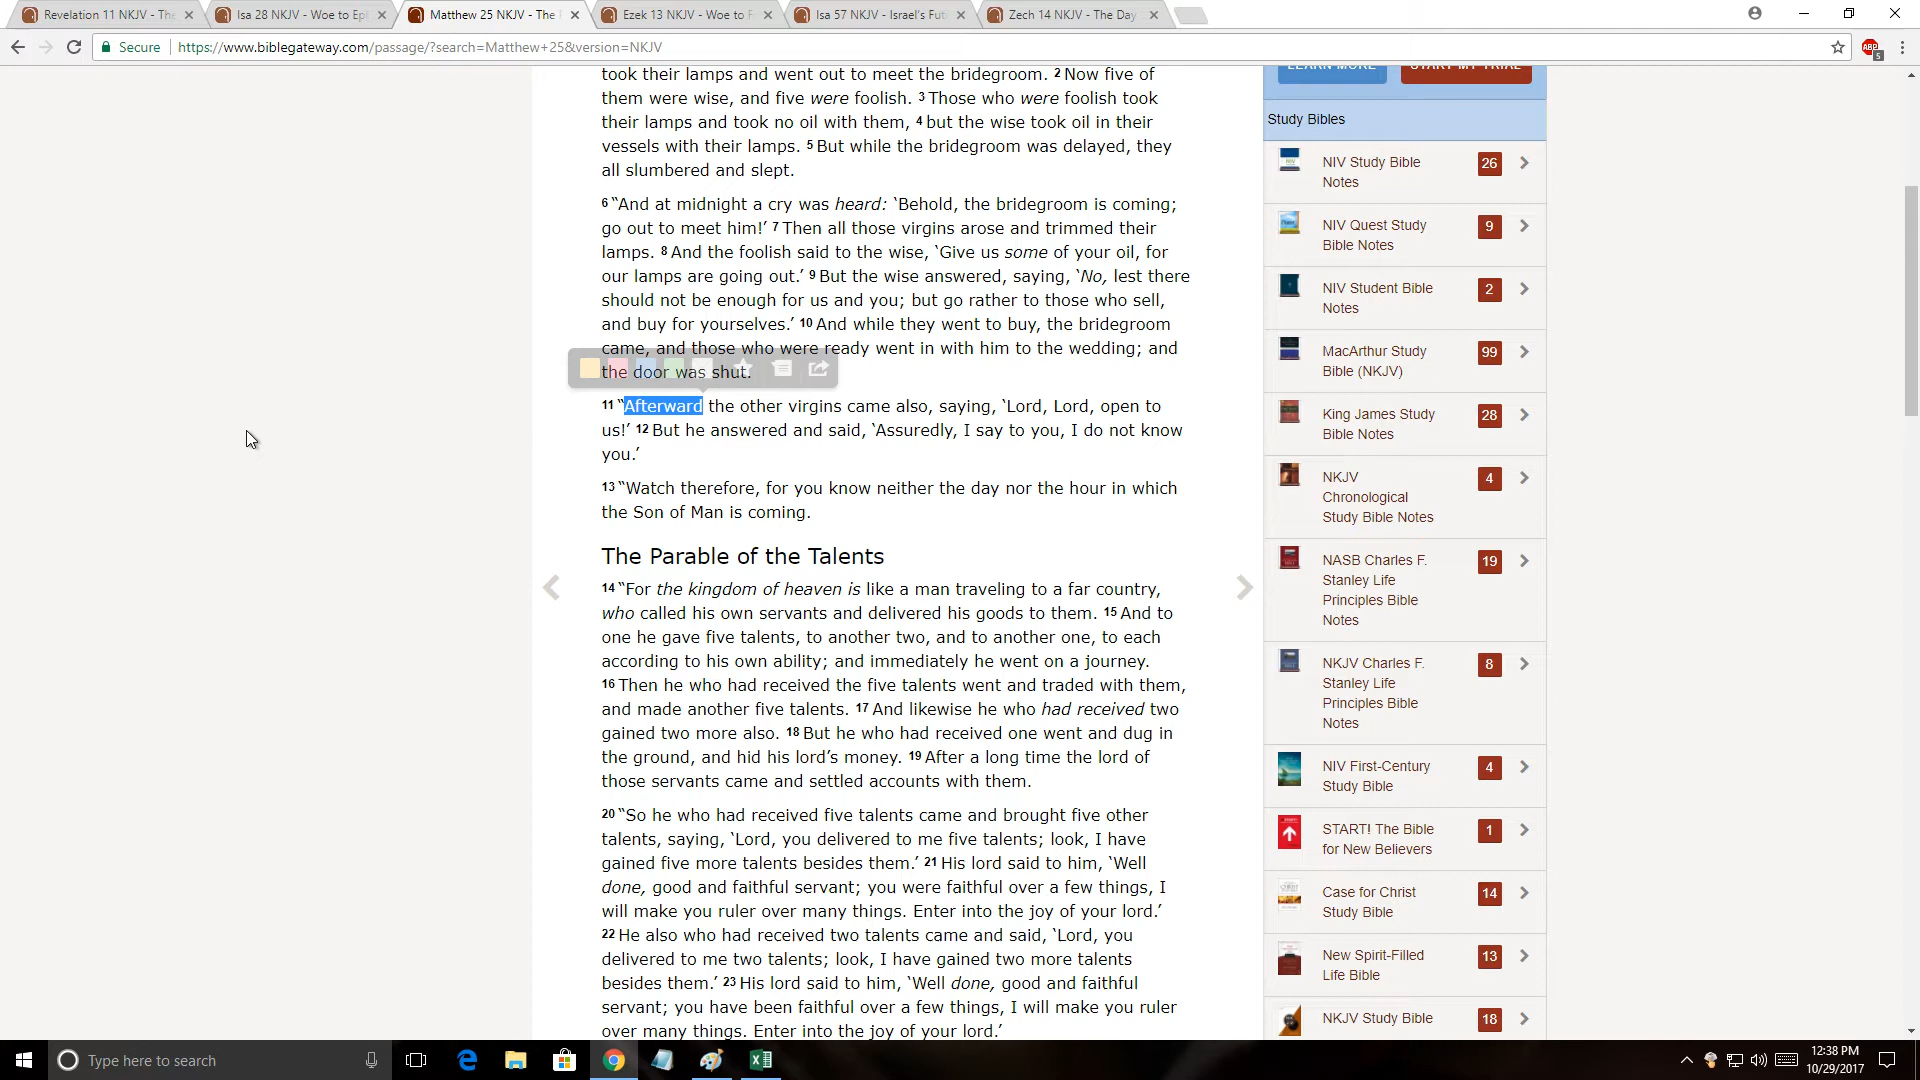 Revelation 11 NKJV - The
Isa 28 NKJV - Woe to Ep
Matthew 25 NKJV - The
Ezek 13 NKJV - Woe to F
Isa 57 NKJV - Israel's Fut
Zech 14 NKJV - The Day
Secure
https://www.biblegateway.com/passage/?search=Matthew+25&version=NKJV
ABP
5
took their lamps and went out to meet the bridegroom. 2 Now five of
them were wise, and five were foolish. 3 Those who were foolish took
their lamps and took no oil with them, 4 but the wise took oil in their
vessels with their lamps. 5 But while the bridegroom was delayed, they
all slumbered and slept.
6 “And at midnight a cry was heard: ‘Behold, the bridegroom is coming;
go out to meet him!’ 7 Then all those virgins arose and trimmed their
lamps. 8 And the foolish said to the wise, ‘Give us some of your oil, for
our lamps are going out.’ 9 But the wise answered, saying, ‘No, lest there
should not be enough for us and you; but go rather to those who sell,
and buy for yourselves.’ 10 And while they went to buy, the bridegroom
came, and those who were ready went in with him to the wedding; and
the door was shut.
11 “Afterward the other virgins came also, saying, ‘Lord, Lord, open to
us!’ 12 But he answered and said, ‘Assuredly, I say to you, I do not know
you.’
13 “Watch therefore, for you know neither the day nor the hour in which
the Son of Man is coming.
The Parable of the Talents
14 “For the kingdom of heaven is like a man traveling to a far country,
who called his own servants and delivered his goods to them. 15 And to
one he gave five talents, to another two, and to another one, to each
according to his own ability; and immediately he went on a journey.
16 Then he who had received the five talents went and traded with them,
and made another five talents. 17 And likewise he who had received two
gained two more also. 18 But he who had received one went and dug in
the ground, and hid his lord’s money. 19 After a long time the lord of
those servants came and settled accounts with them.
20 “So he who had received five talents came and brought five other
talents, saying, ‘Lord, you delivered to me five talents; look, I have
gained five more talents besides them.’ 21 His lord said to him, ‘Well
done, good and faithful servant; you were faithful over a few things, I
will make you ruler over many things. Enter into the joy of your lord.’
22 He also who had received two talents came and said, ‘Lord, you
delivered to me two talents; look, I have gained two more talents
besides them.’ 23 His lord said to him, ‘Well done, good and faithful
servant; you have been faithful over a few things, I will make you ruler
over many things. Enter into the joy of your lord.’
LEARN MORE
START MY TRIAL
Study Bibles
NIV Study Bible
Notes
26
NIV Quest Study
Bible Notes
9
NIV Student Bible
Notes
2
MacArthur Study
Bible (NKJV)
99
King James Study
Bible Notes
28
NKJV
Chronological
Study Bible Notes
4
NASB Charles F.
Stanley Life
Principles Bible
Notes
19
NKJV Charles F.
Stanley Life
Principles Bible
Notes
8
NIV First-Century
Study Bible
4
START! The Bible
for New Believers
1
Case for Christ
Study Bible
14
New Spirit-Filled
Life Bible
13
NKJV Study Bible
18
Type here to search
12:38 PM
10/29/2017